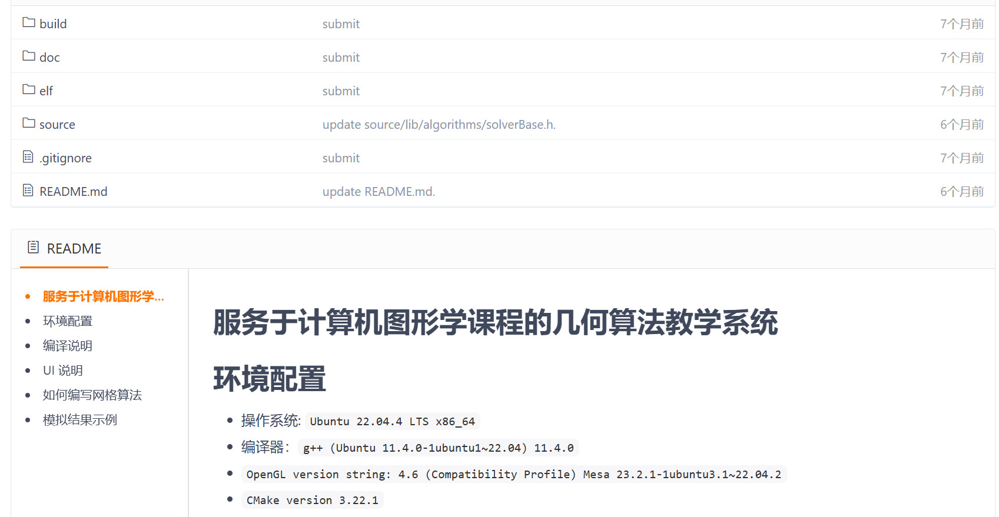 build submit 7个月前
doc submit 7个月前
elf submit 7个月前
source update source/lib/algorithms/solverBase.h. 6个月前
.gitignore submit 7个月前
README.md update README.md. 6个月前
README
服务于计算机图形学...
环境配置
编译说明
UI 说明
如何编写网格算法
模拟结果示例
服务于计算机图形学课程的几何算法教学系统
环境配置
操作系统: Ubuntu 22.04.4 LTS x86_64
编译器： g++ (Ubuntu 11.4.0-1ubuntu1~22.04) 11.4.0
OpenGL version string: 4.6 (Compatibility Profile) Mesa 23.2.1-1ubuntu3.1~22.04.2
CMake version 3.22.1